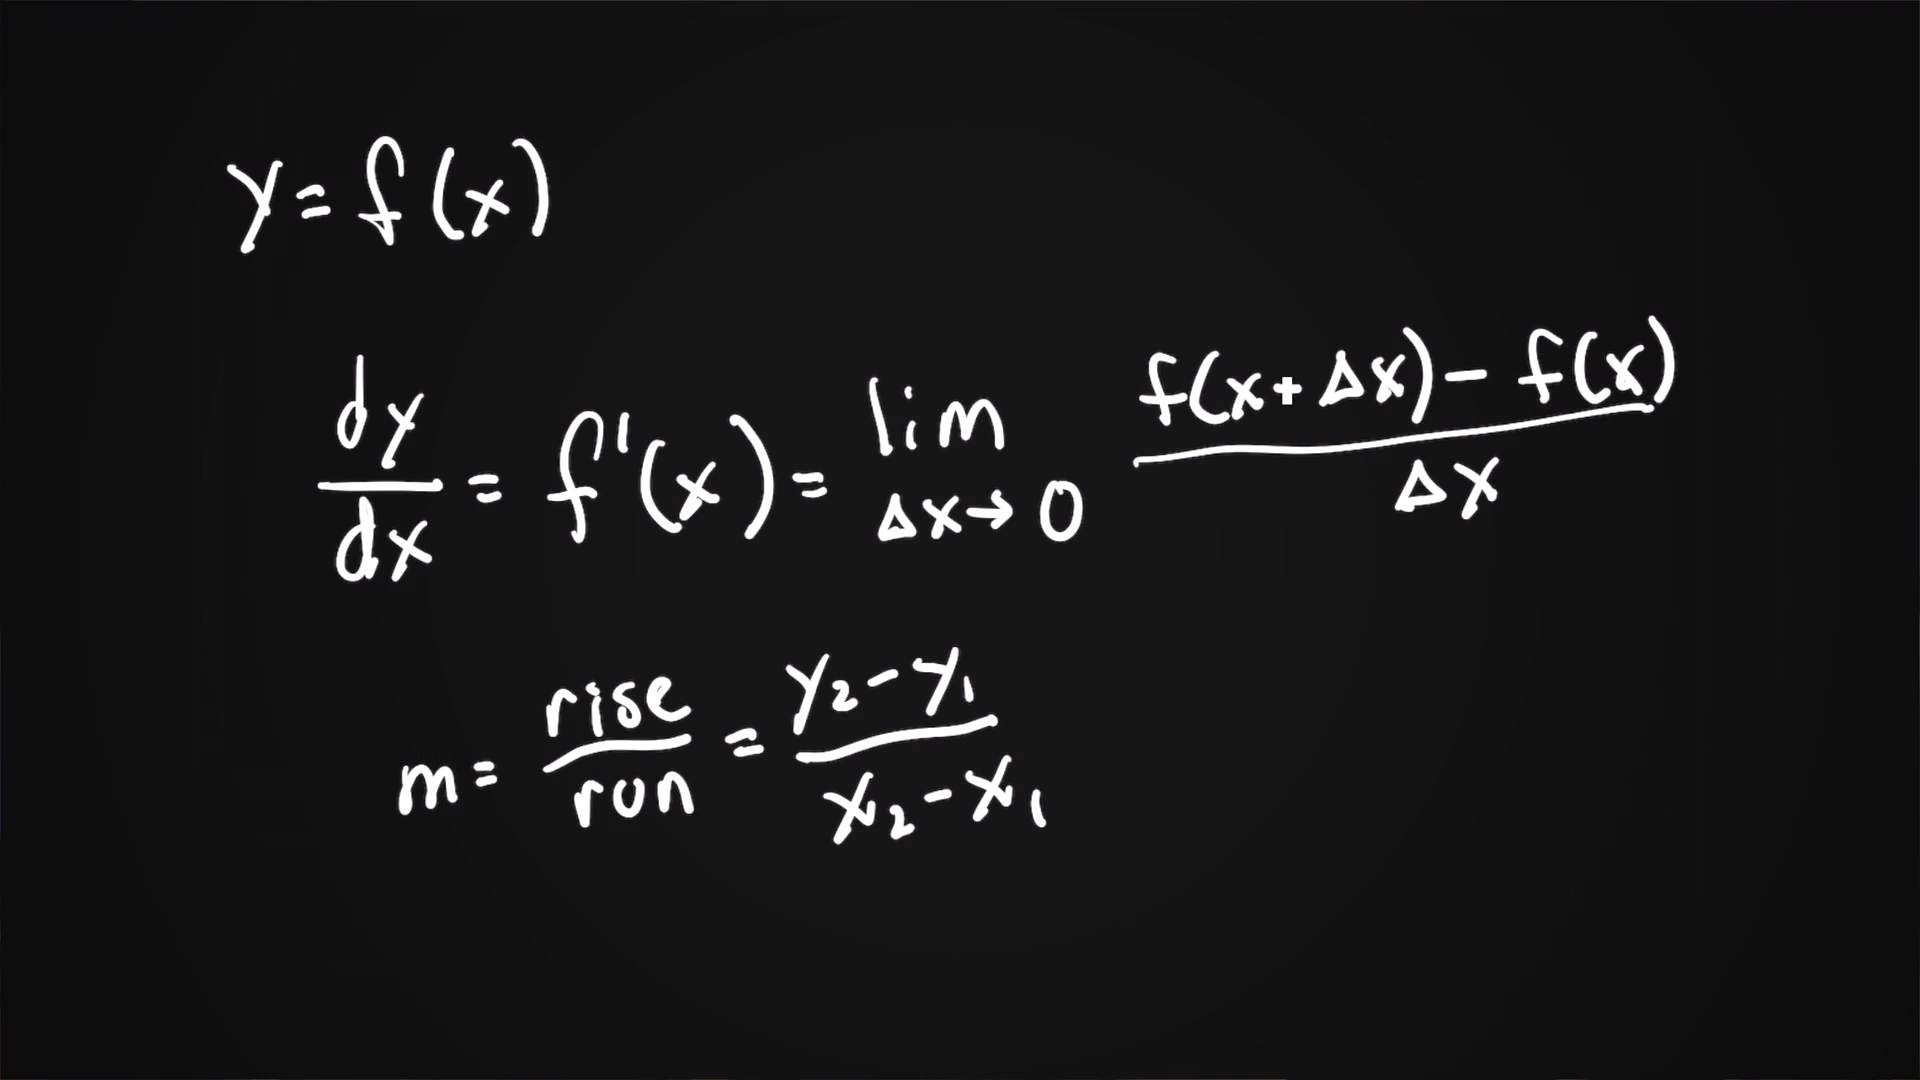 y = f(x)
dy/dx = f'(x) = lim Δx→0 (f(x+Δx) - f(x))/Δx
m = rise/run = (y₂ - y₁)/(x₂ - x₁)